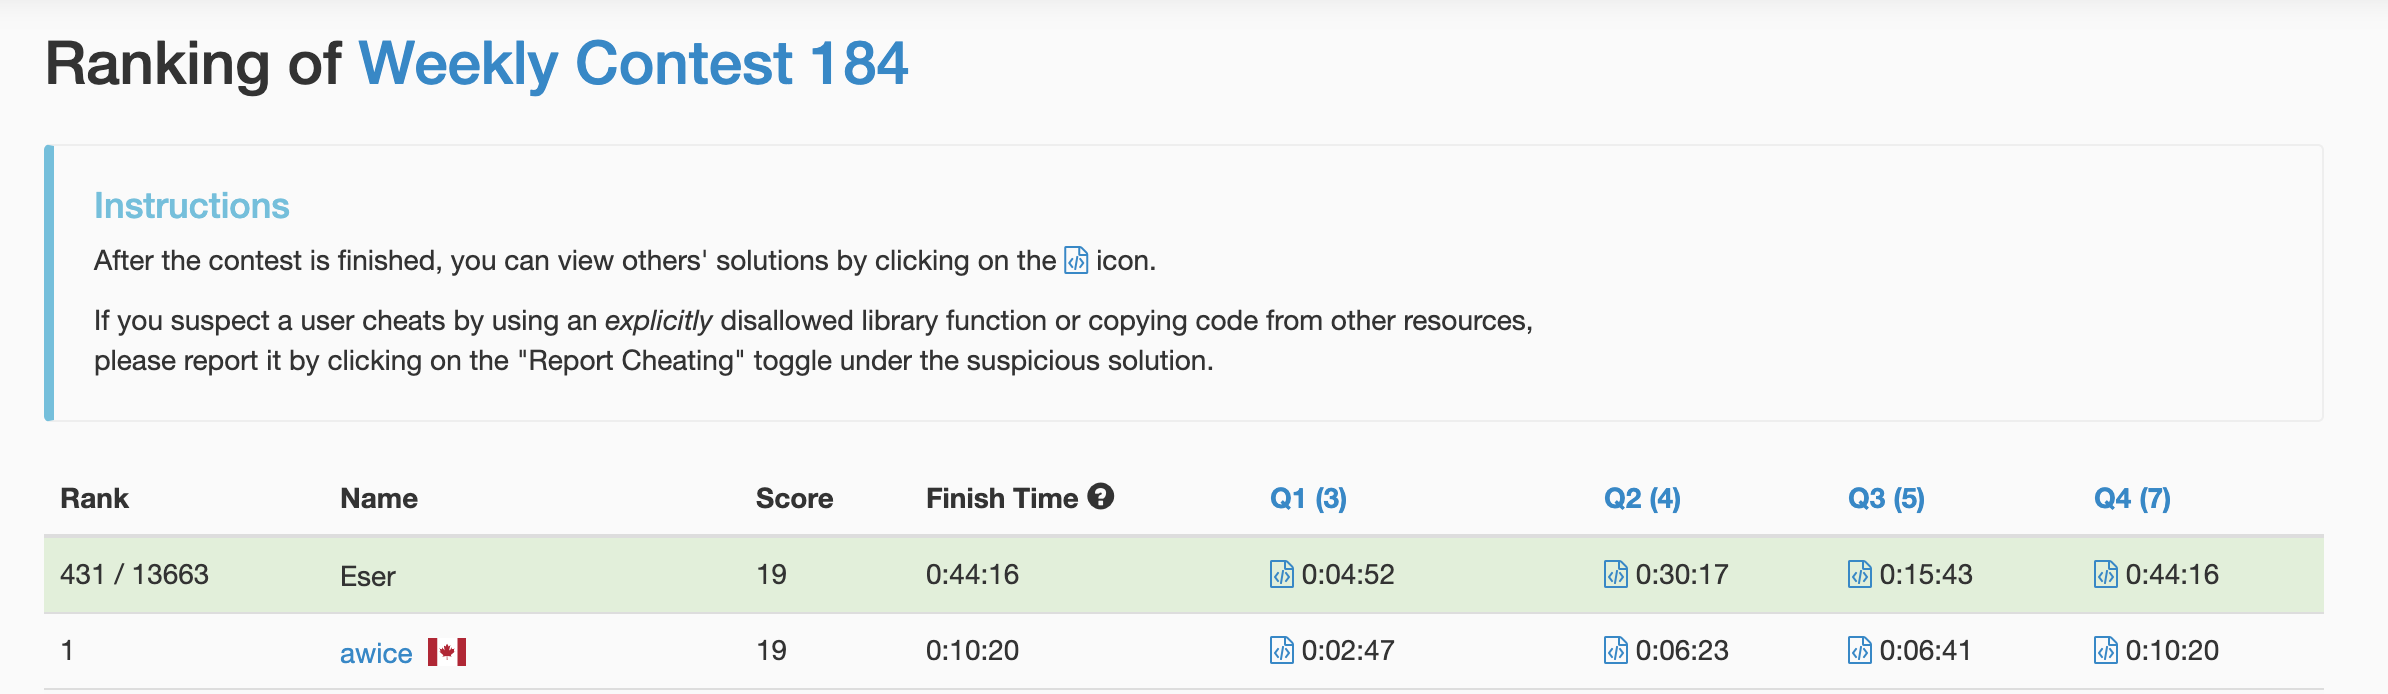 Ranking of Weekly Contest 184
Instructions
After the contest is finished, you can view others' solutions by clicking on the </> icon.
If you suspect a user cheats by using an explicitly disallowed library function or copying code from other resources,
please report it by clicking on the "Report Cheating" toggle under the suspicious solution.
Rank Name Score Finish Time ? Q1 (3) Q2 (4) Q3 (5) Q4 (7)
431 / 13663 Eser 19 0:44:16 </> 0:04:52 </> 0:30:17 </> 0:15:43 </> 0:44:16
1 awice 19 0:10:20 </> 0:02:47 </> 0:06:23 </> 0:06:41 </> 0:10:20